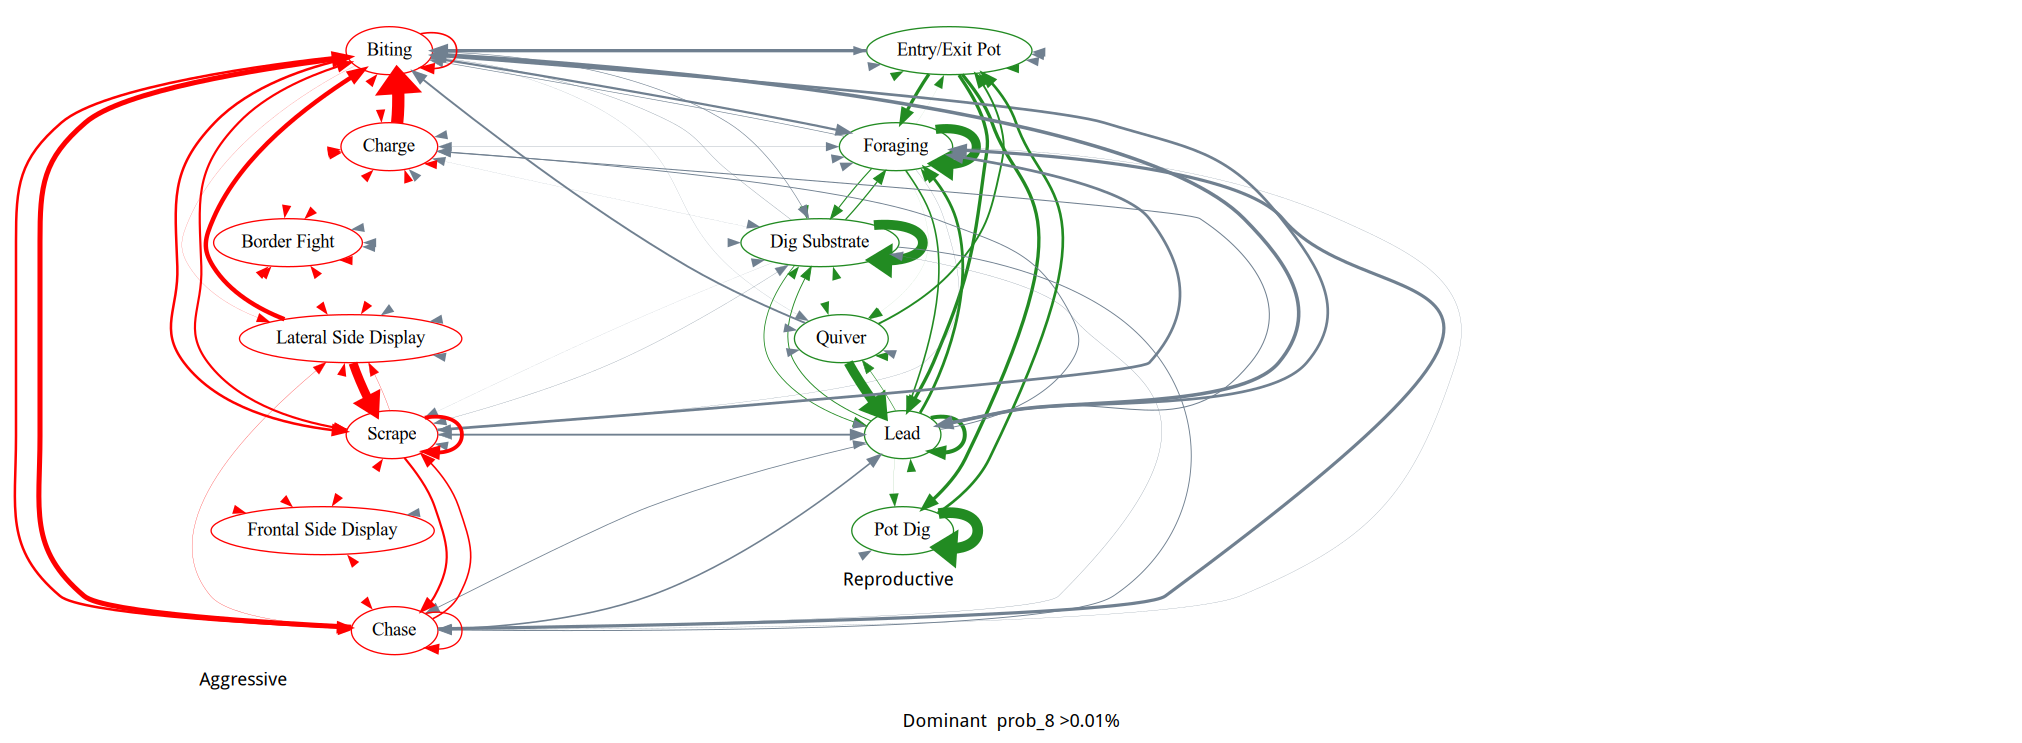 Biting
Entry/Exit Pot
Charge
Foraging
Border Fight
Dig Substrate
Lateral Side Display
Quiver
Scrape
Lead
Frontal Side Display
Pot Dig
Reproductive
Chase
Aggressive
Dominant  prob_8 >0.01%